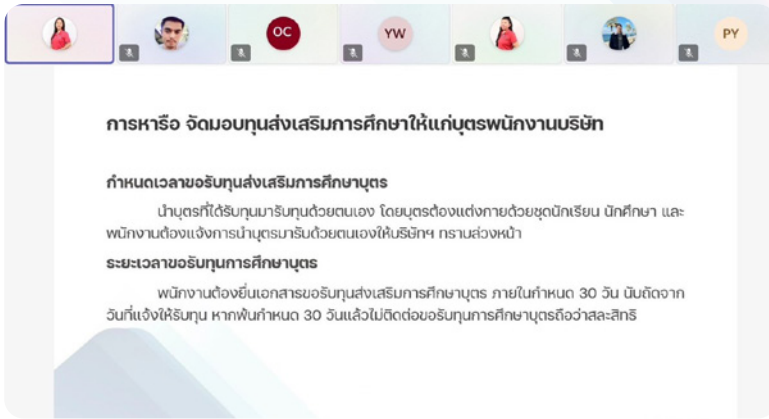 OC
YW
PY
การหารือ จัดมอบทุนส่งเสริมการศึกษาให้แก่บุตรพนักงานบริษัท
กำหนดเวลาขอรับทุนส่งเสริมการศึกษาบุตร
นำบุตรที่ได้รับทุนมารับทุนด้วยตนเอง โดยบุตรต้องแต่งกายด้วยชุดนักเรียน นักศึกษา และ
พนักงานต้องแจ้งการนำบุตรมารับด้วยตนเองให้บริษัทฯ ทราบล่วงหน้า
ระยะเวลาขอรับทุนการศึกษาบุตร
พนักงานต้องยื่นเอกสารขอรับทุนส่งเสริมการศึกษาบุตร ภายในกำหนด 30 วัน นับถัดจาก
วันที่แจ้งให้รับทุน หากพ้นกำหนด 30 วันแล้วไม่ติดต่อขอรับทุนการศึกษาบุตรถือว่าสละสิทธิ